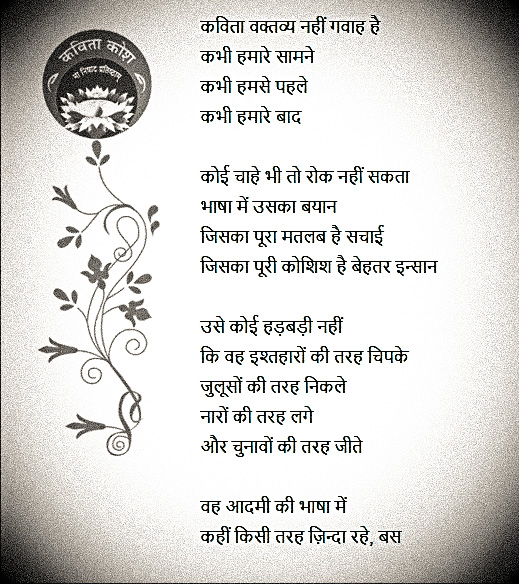 कविता कोश
मा निषाद प्रतिष्ठाम्
कविता वक्तव्य नहीं गवाह है
कभी हमारे सामने
कभी हमसे पहले
कभी हमारे बाद
कोई चाहे भी तो रोक नहीं सकता
भाषा में उसका बयान
जिसका पूरा मतलब है सचाई
जिसका पूरी कोशिश है बेहतर इन्सान
उसे कोई हड़बड़ी नहीं
कि वह इश्तहारों की तरह चिपके
जुलूसों की तरह निकले
नारों की तरह लगे
और चुनावों की तरह जीते
वह आदमी की भाषा में
कहीं किसी तरह ज़िन्दा रहे, बस